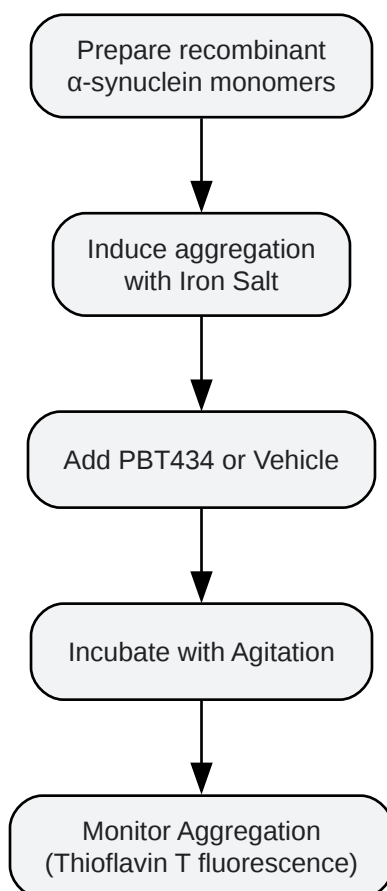 Prepare recombinant
α-synuclein monomers
Induce aggregation
with Iron Salt
Add PBT434 or Vehicle
Incubate with Agitation
Monitor Aggregation
(Thioflavin T fluorescence)